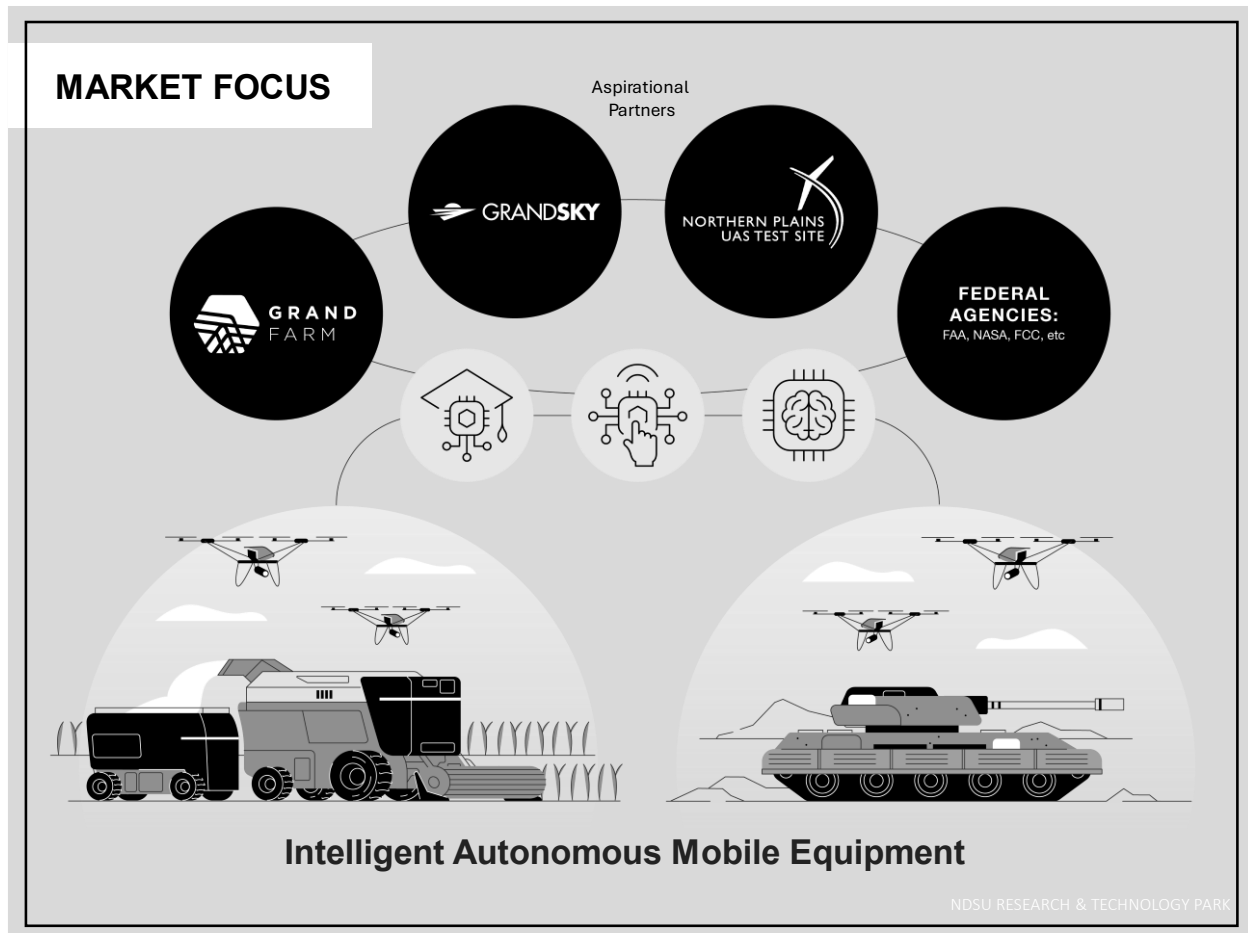 MARKET FOCUS
Aspirational
Partners
GRANDSKY
NORTHERN PLAINS
UAS TEST SITE
GRAND
FARM
FEDERAL
AGENCIES:
FAA, NASA, FCC, etc
Intelligent Autonomous Mobile Equipment
NDSU RESEARCH & TECHNOLOGY PARK